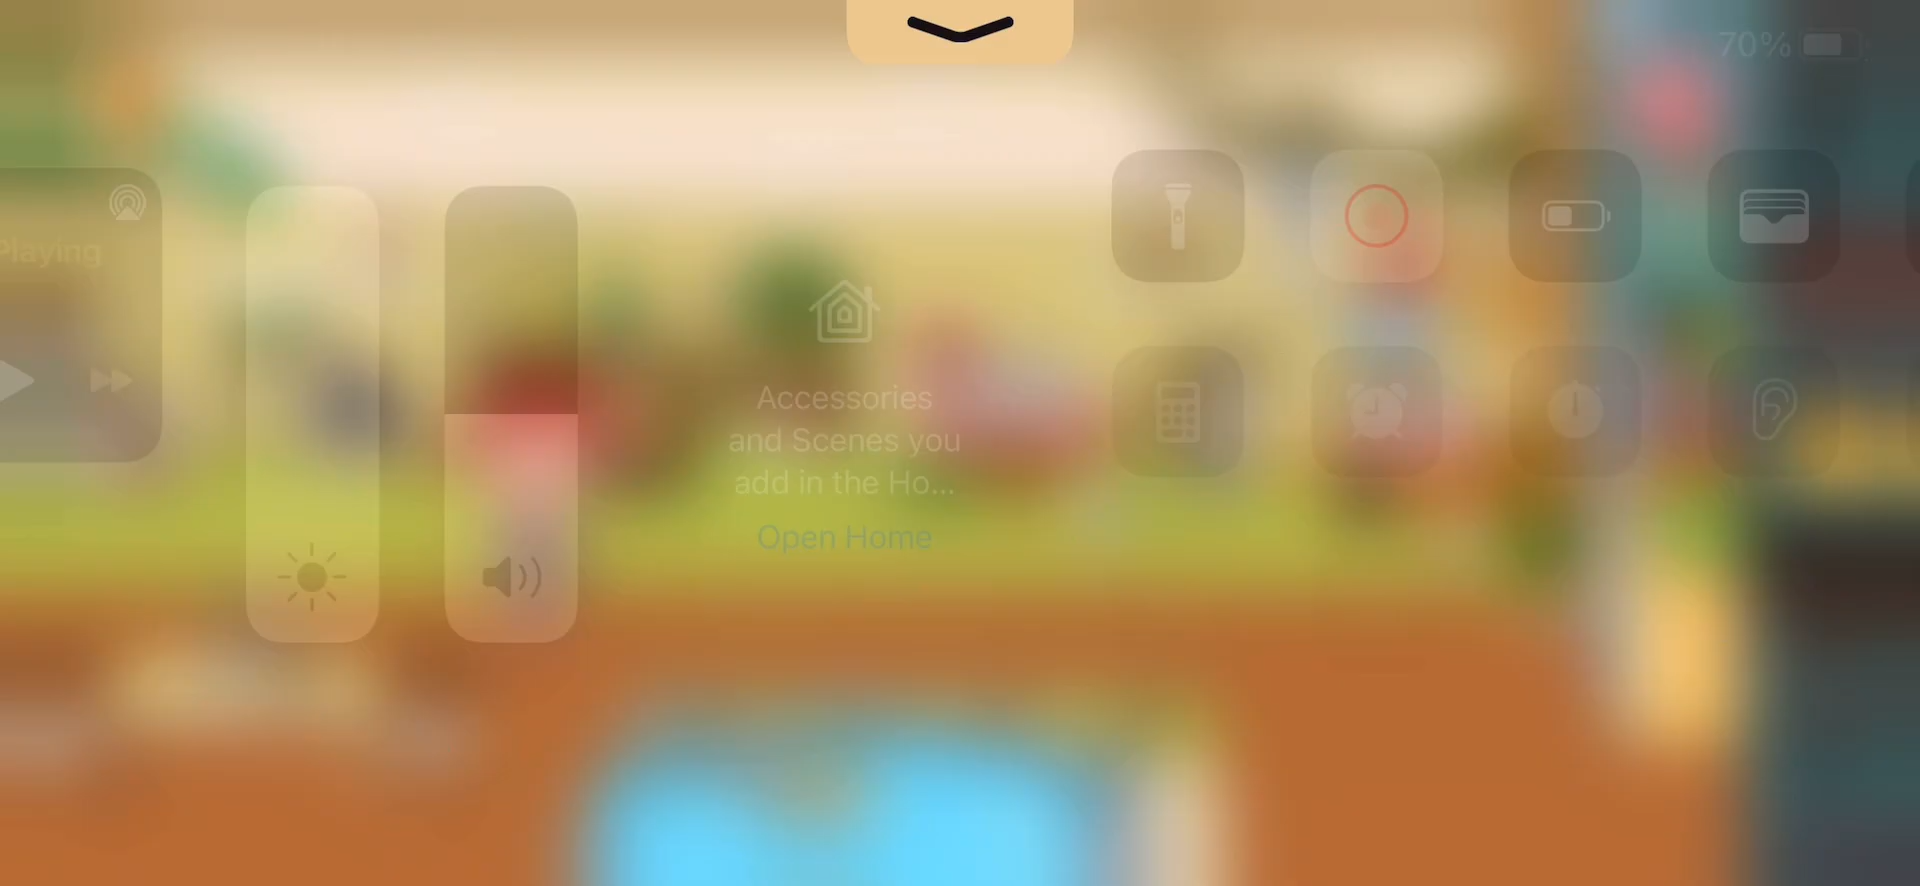 70%
Playing
Accessories
and Scenes you
add in the Ho...
Open Home